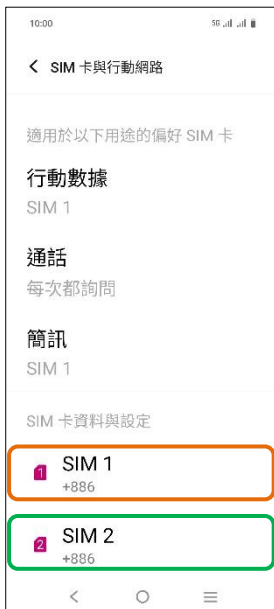 10:00 5G
SIM 卡與行動網路
適用於以下用途的偏好 SIM 卡
行動數據
SIM 1
通話
每次都詢問
簡訊
SIM 1
SIM 卡資料與設定
1 SIM 1
+886
2 SIM 2
+886